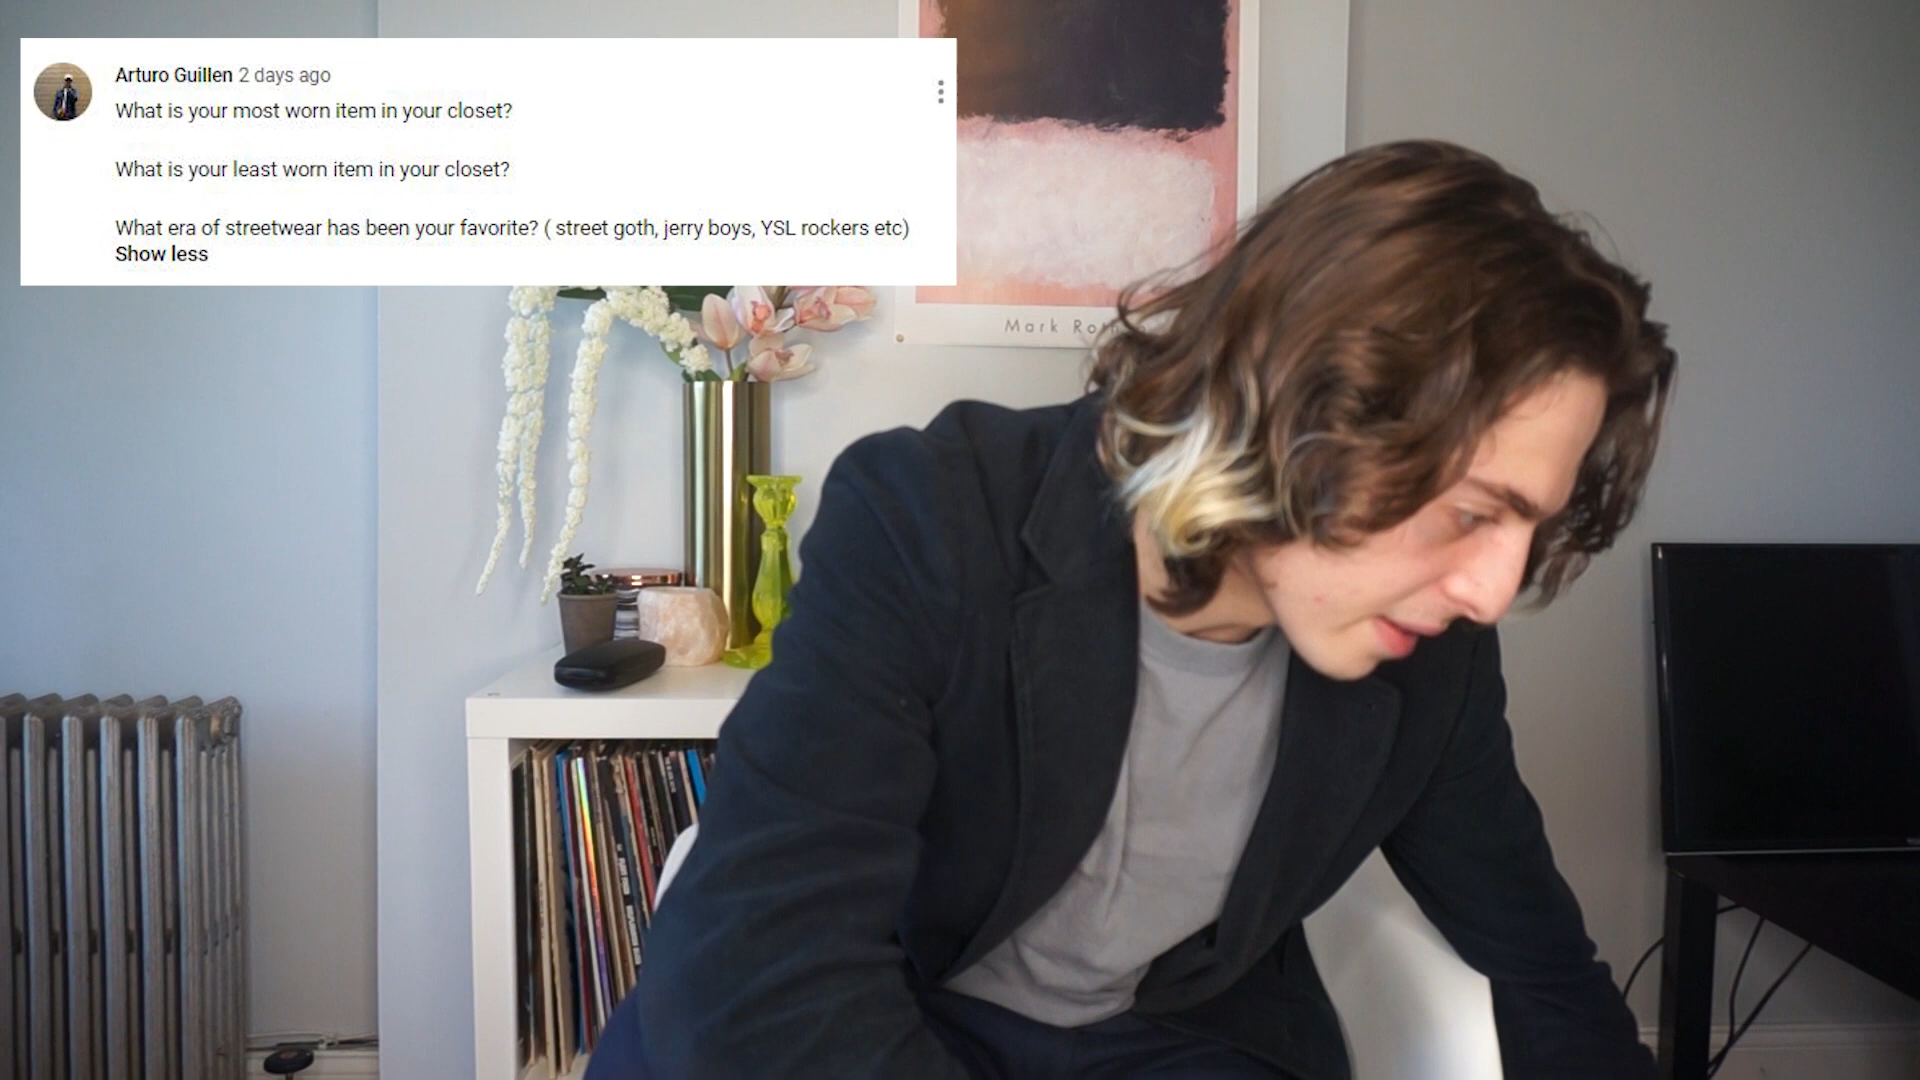 Arturo Guillen 2 days ago
What is your most worn item in your closet?
What is your least worn item in your closet?
What era of streetwear has been your favorite? ( street goth, jerry boys, YSL rockers etc)
Show less
Mark